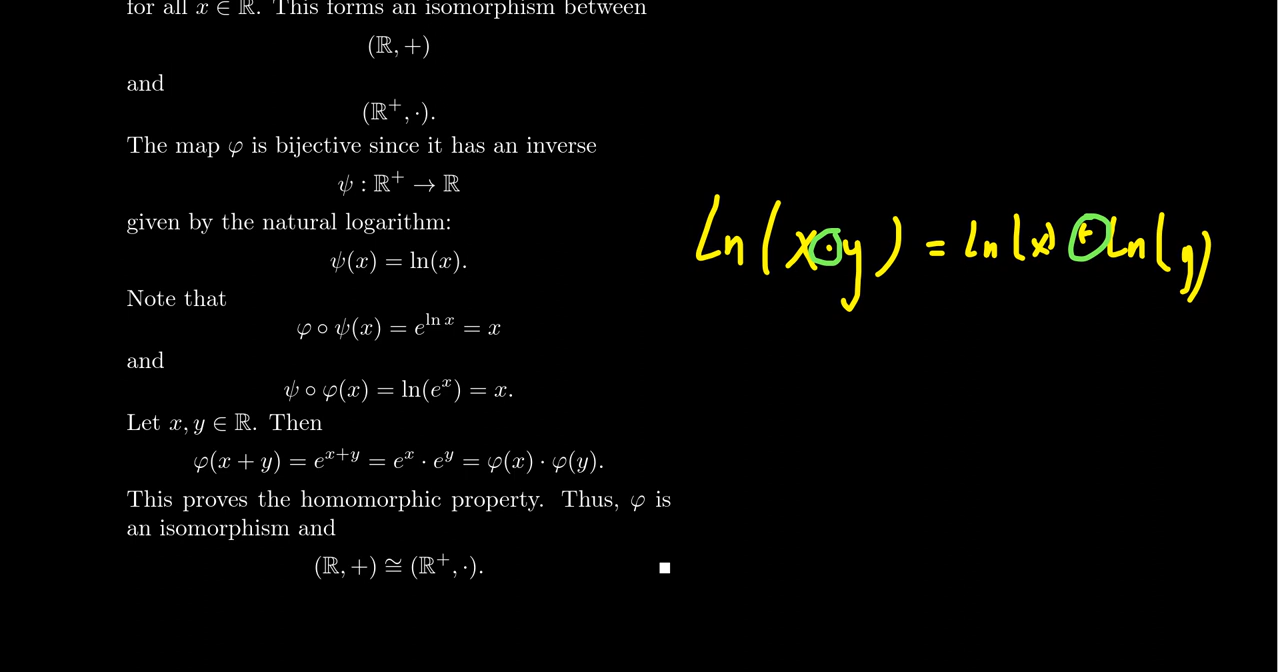 for all x ∈ ℝ. This forms an isomorphism between
(ℝ, +)
and
(ℝ⁺, ·).
The map φ is bijective since it has an inverse
ψ : ℝ⁺ → ℝ
given by the natural logarithm:
ψ(x) = ln(x).
Note that
φ ∘ ψ(x) = e^{ln x} = x
and
ψ ∘ φ(x) = ln(eˣ) = x.
Let x, y ∈ ℝ. Then
φ(x + y) = e^{x+y} = eˣ · e^y = φ(x) · φ(y).
This proves the homomorphic property. Thus, φ is
an isomorphism and
(ℝ, +) ≅ (ℝ⁺, ·). ■
Ln(x · y) = Ln(x) + Ln(y)